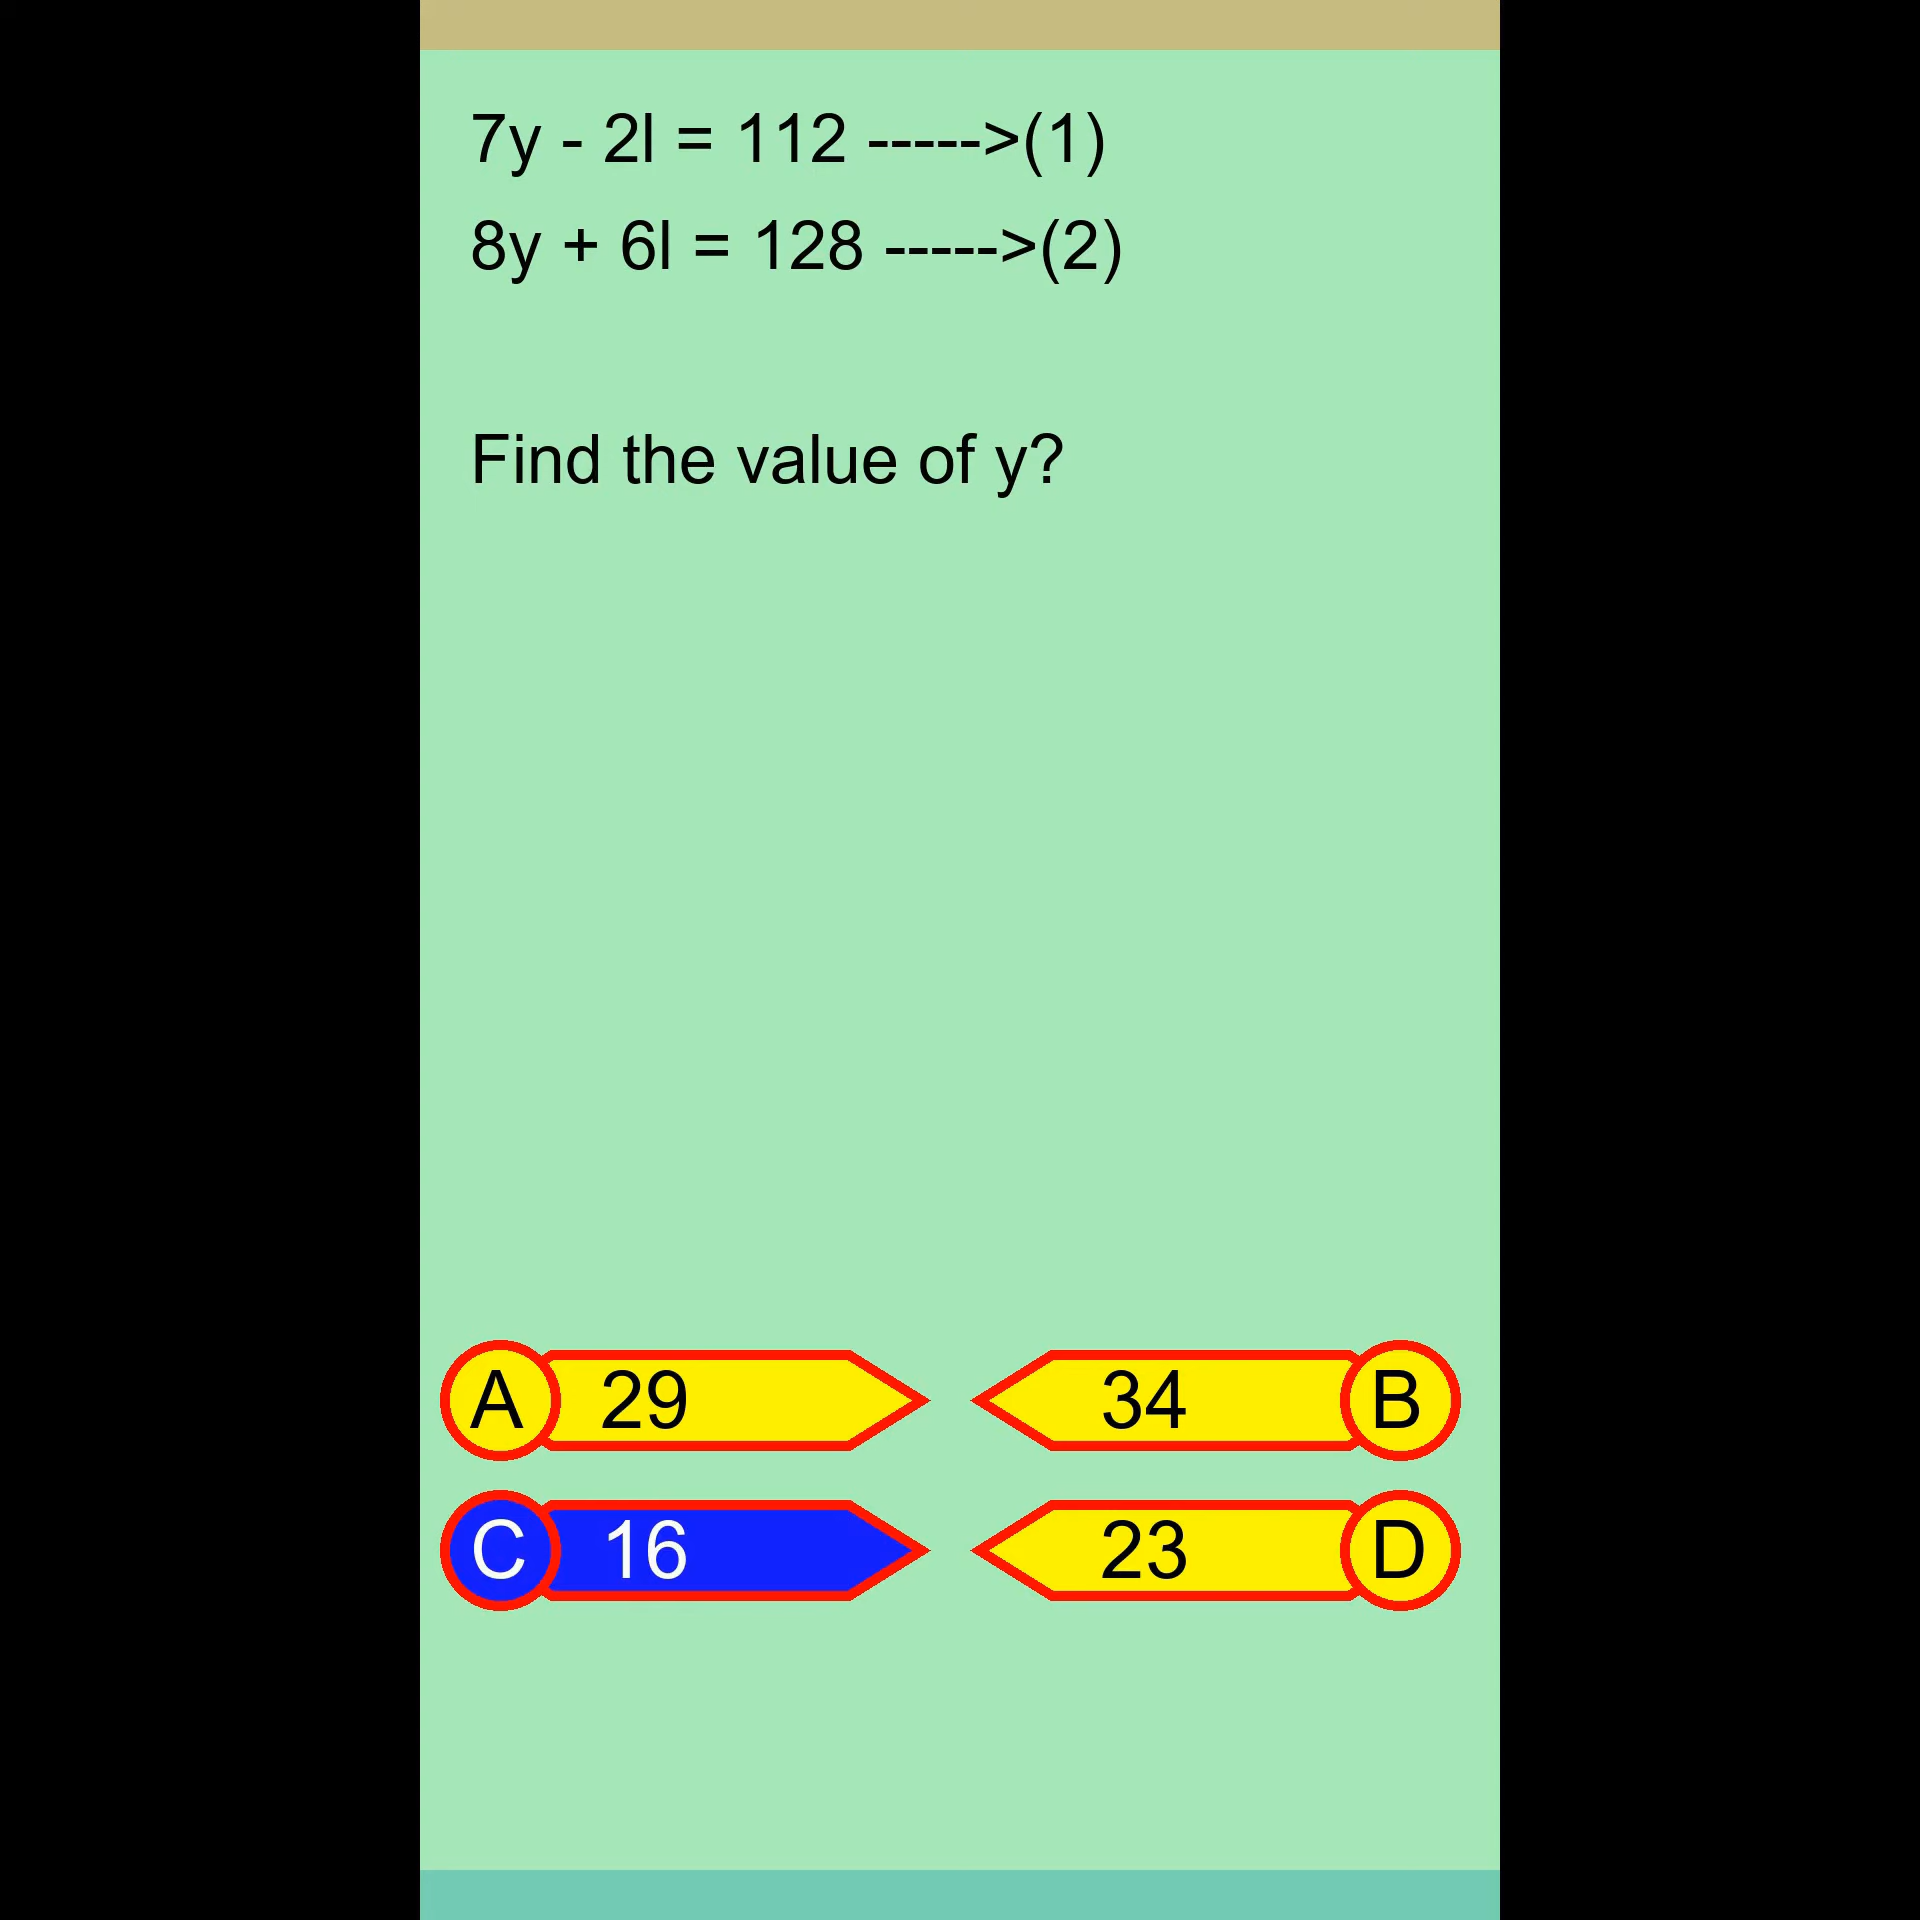 7y - 2l = 112 ----->(1)
8y + 6l = 128 ----->(2)
Find the value of y?
A 29
34 B
C 16
23 D